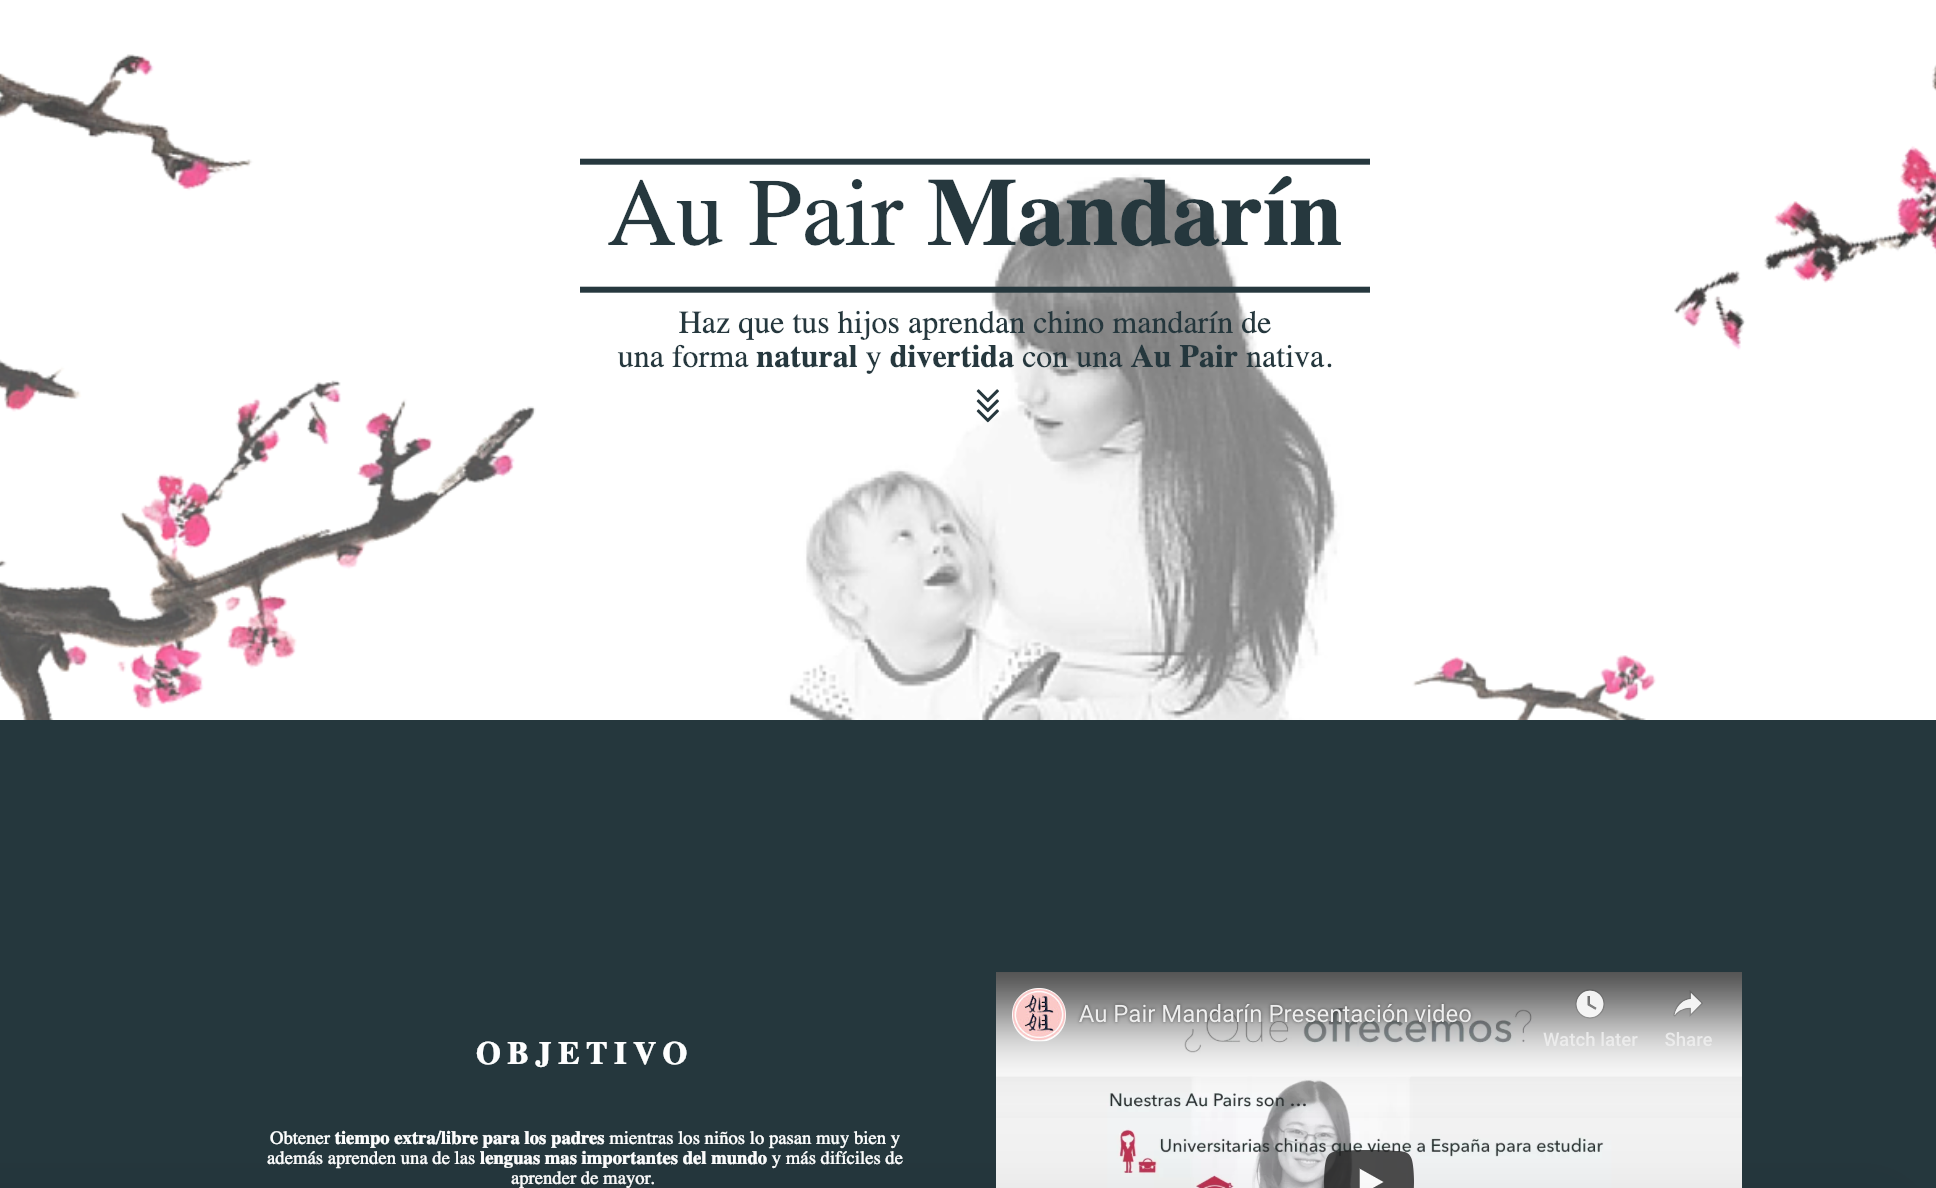 Au Pair Mandarín
Haz que tus hijos aprendan chino mandarín de
una forma natural y divertida con una Au Pair nativa.
OBJETIVO
Obtener tiempo extra/libre para los padres mientras los niños lo pasan muy bien y
además aprenden una de las lenguas mas importantes del mundo y más difíciles de
aprender de mayor.
姐姐
Au Pair Mandarín Presentación video
Watch later
Share
¿Qué ofrecemos?
Nuestras Au Pairs son ...
Universitarias chinas que viene a España para estudiar